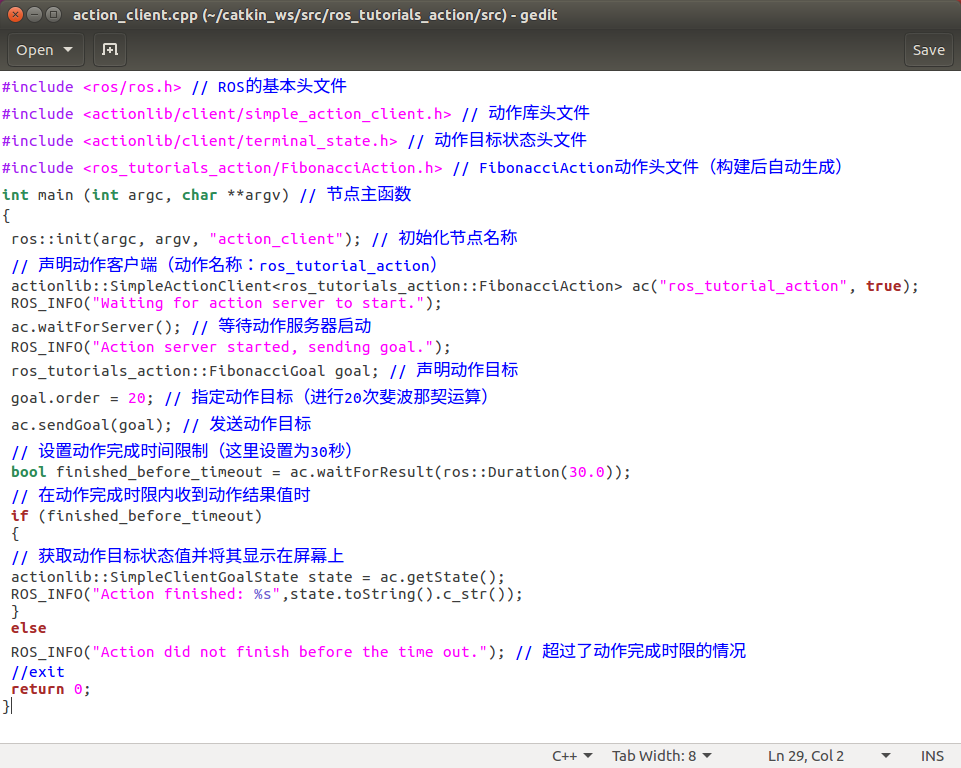 action_client.cpp (~/catkin_ws/src/ros_tutorials_action/src) - gedit
Open Save
#include <ros/ros.h> // ROS的基本头文件
#include <actionlib/client/simple_action_client.h> // 动作库头文件
#include <actionlib/client/terminal_state.h> // 动作目标状态头文件
#include <ros_tutorials_action/FibonacciAction.h> // FibonacciAction动作头文件（构建后自动生成）
int main (int argc, char **argv) // 节点主函数
{
ros::init(argc, argv, "action_client"); // 初始化节点名称
// 声明动作客户端（动作名称：ros_tutorial_action）
actionlib::SimpleActionClient<ros_tutorials_action::FibonacciAction> ac("ros_tutorial_action", true);
ROS_INFO("Waiting for action server to start.");
ac.waitForServer(); // 等待动作服务器启动
ROS_INFO("Action server started, sending goal.");
ros_tutorials_action::FibonacciGoal goal; // 声明动作目标
goal.order = 20; // 指定动作目标（进行20次斐波那契运算）
ac.sendGoal(goal); // 发送动作目标
// 设置动作完成时间限制（这里设置为30秒）
bool finished_before_timeout = ac.waitForResult(ros::Duration(30.0));
// 在动作完成时限内收到动作结果值时
if (finished_before_timeout)
{
// 获取动作目标状态值并将其显示在屏幕上
actionlib::SimpleClientGoalState state = ac.getState();
ROS_INFO("Action finished: %s",state.toString().c_str());
}
else
ROS_INFO("Action did not finish before the time out."); // 超过了动作完成时限的情况
//exit
return 0;
}
C++ Tab Width: 8 Ln 29, Col 2 INS